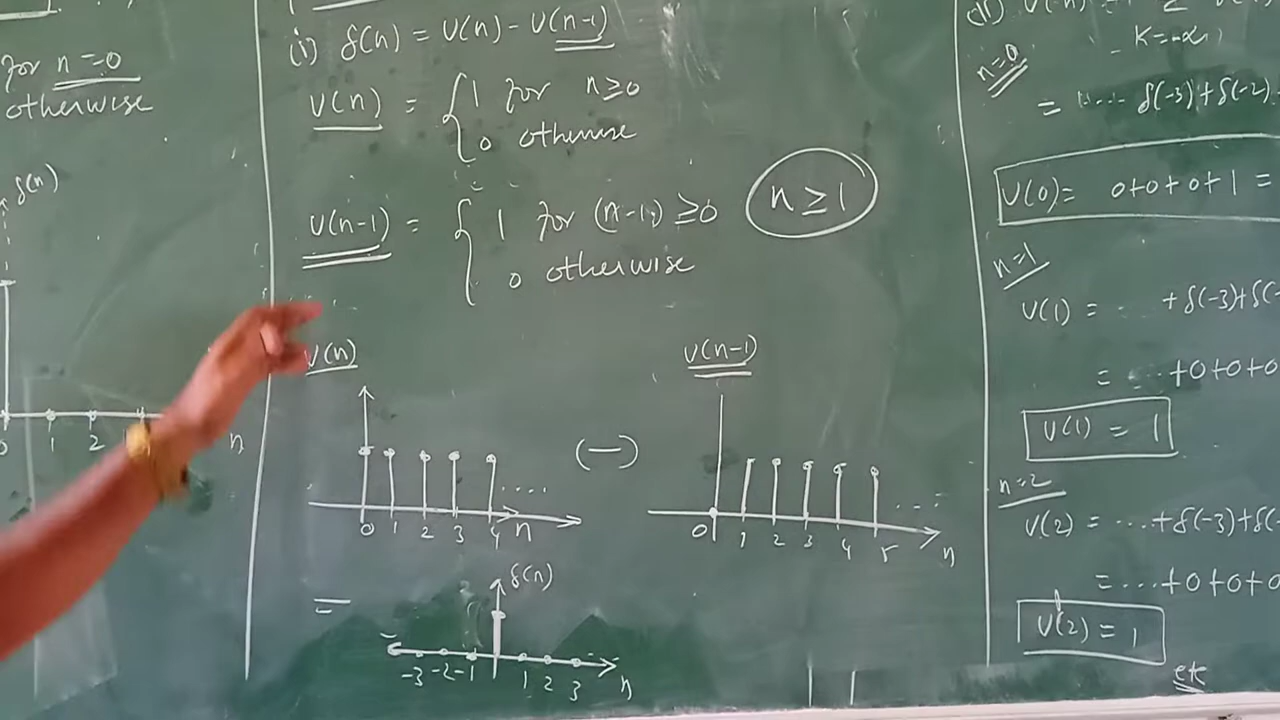 for n=0
otherwise
δ(n)
0 1 2 n
(i) δ(n) = U(n) - U(n-1)
U(n) = { 1 for n≥0
0 otherwise
U(n-1) = { 1 for (n-1) ≥0 n ≥ 1
0 otherwise
U(n) U(n-1)
(-)
0 1 2 3 4 .... n
0 1 2 3 4 5 ... n
= δ(n)
-3 -2 -1 1 2 3 n
K=-∞
n=0
= .... δ(-3)+δ(-2)
U(0)= 0+0+0+1 =
n=1
U(1) = ... +δ(-3)+δ(
= ...+0+0+0
U(1) = 1
n=2
U(2) = ...+δ(-3)+δ(
= ...+0+0+0
U(2) = 1
etc